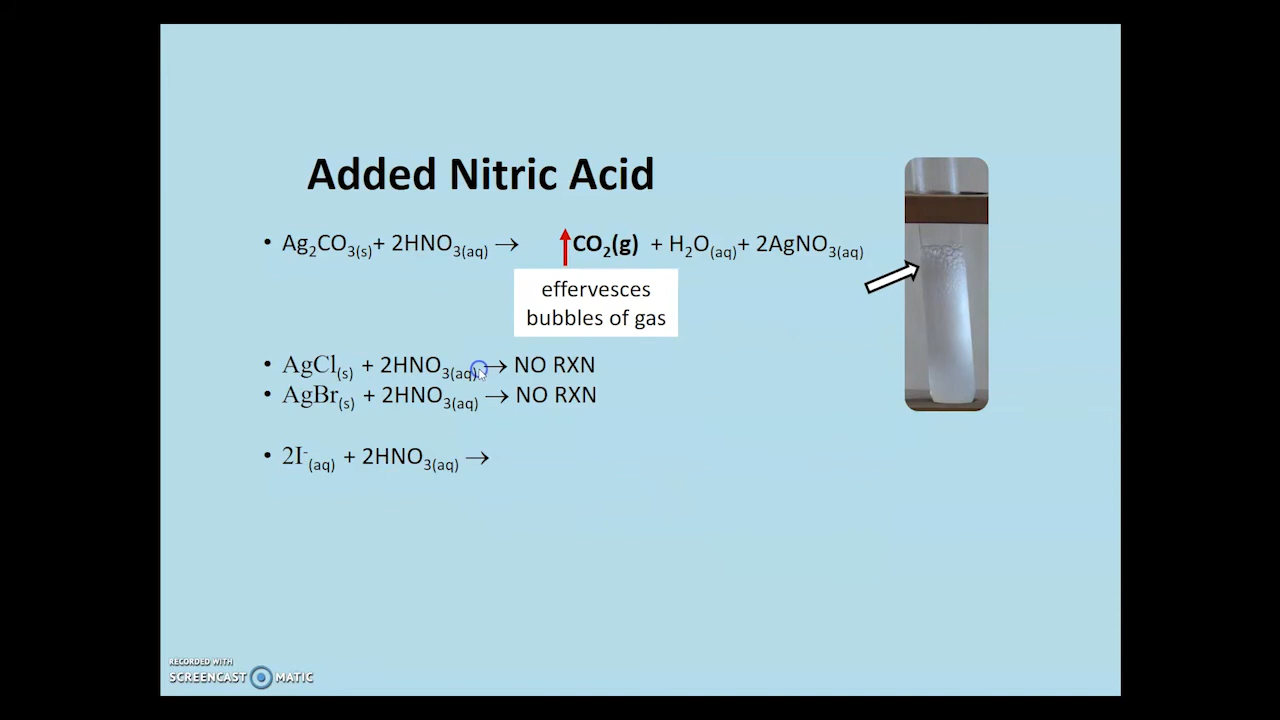 Added Nitric Acid
• Ag₂CO₃₍ₛ₎+ 2HNO₃₍aq₎ → ↑CO₂(g) + H₂O₍aq₎+ 2AgNO₃₍aq₎
effervesces
bubbles of gas
• AgCl₍ₛ₎ + 2HNO₃₍aq₎ → NO RXN
• AgBr₍ₛ₎ + 2HNO₃₍aq₎ → NO RXN
• 2I⁻₍aq₎ + 2HNO₃₍aq₎ →
RECORDED WITH
SCREENCAST MATIC